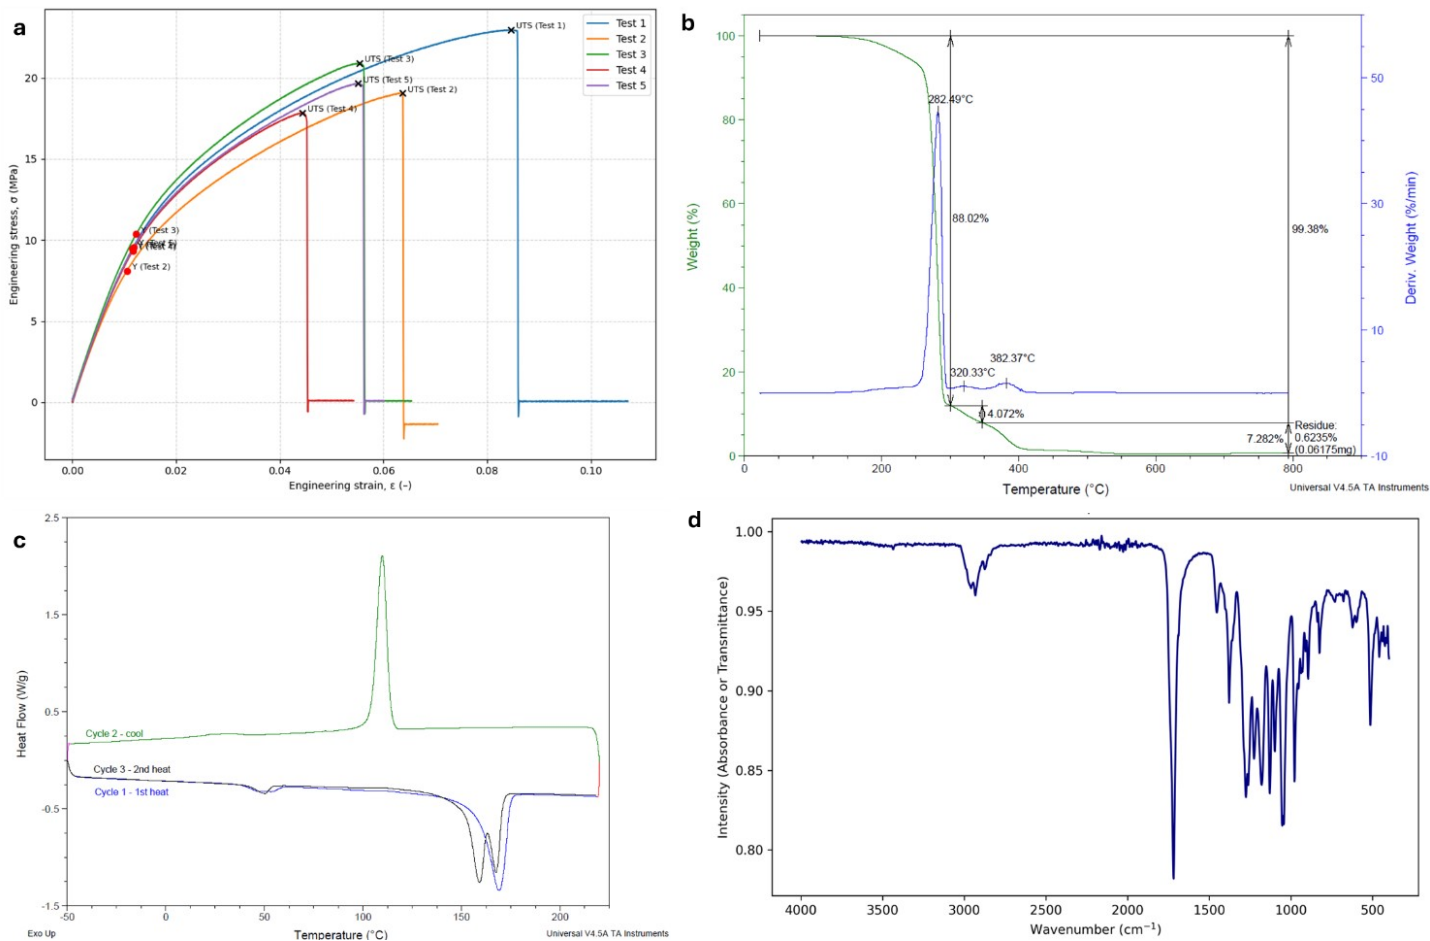 a
UTS (Test 1)
Test 1
Test 2
Test 3
Test 4
Test 5
UTS (Test 3)
UTS (Test 5)
UTS (Test 2)
UTS (Test 4)
Y (Test 3)
Y (Test 4)
Y (Test 2)
20
15
10
5
0
Engineering stress, σ (MPa)
0.00 0.02 0.04 0.06 0.08 0.10
Engineering strain, ε (–)
b
100
80
60
40
20
0
Weight (%)
282.49°C
88.02%
99.38%
382.37°C
320.33°C
4.072%
7.282%
Residue:
0.6235%
(0.06175mg)
50
30
10
-10
Deriv. Weight (%/min)
0 200 400 600 800
Temperature (°C)
Universal V4.5A TA Instruments
c
2.5
1.5
0.5
-0.5
-1.5
Heat Flow (W/g)
Cycle 2 - cool
Cycle 3 - 2nd heat
Cycle 1 - 1st heat
-50 0 50 100 150 200
Exo Up
Temperature (°C)
Universal V4.5A TA Instruments
d
1.00
0.95
0.90
0.85
0.80
Intensity (Absorbance or Transmittance)
4000 3500 3000 2500 2000 1500 1000 500
Wavenumber (cm⁻¹)